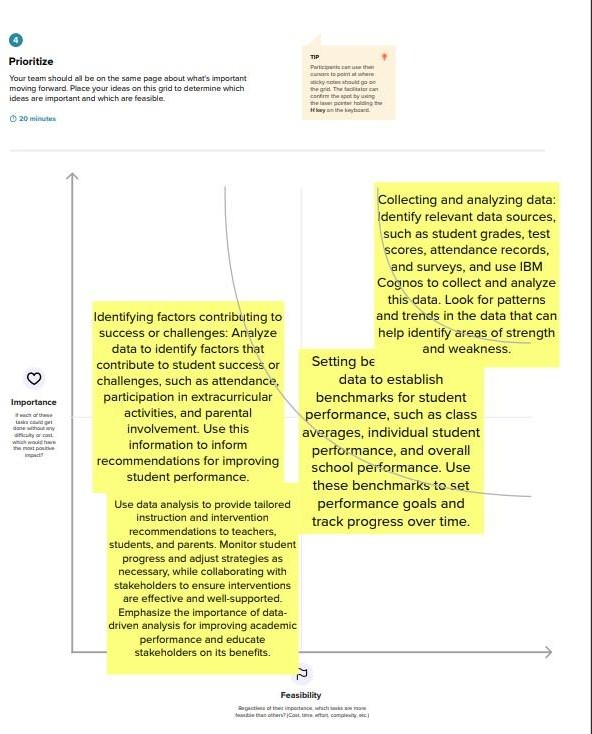 4
Prioritize
Your team should all be on the same page about what's important
moving forward. Place your ideas on this grid to determine which
ideas are important and which are feasible.
20 minutes
TIP
Participants can use their
cursors to point at where
sticky notes should go on
the grid. The facilitator can
confirm the spot by using
the laser pointer holding the
H key on the keyboard.
Collecting and analyzing data:
Identify relevant data sources,
such as student grades, test
scores, attendance records,
and surveys, and use IBM
Cognos to collect and analyze
this data. Look for patterns
and trends in the data that can
help identify areas of strength
and weakness.
Identifying factors contributing to
success or challenges: Analyze
data to identify factors that
contribute to student success or
challenges, such as attendance,
participation in extracurricular
activities, and parental
involvement. Use this
information to inform
recommendations for improving
student performance.
Setting be
data to establish
benchmarks for student
performance, such as class
averages, individual student
performance, and overall
school performance. Use
these benchmarks to set
performance goals and
track progress over time.
Use data analysis to provide tailored
instruction and intervention
recommendations to teachers,
students, and parents. Monitor student
progress and adjust strategies as
necessary, while collaborating with
stakeholders to ensure interventions
are effective and well-supported.
Emphasize the importance of data-
driven analysis for improving academic
performance and educate
stakeholders on its benefits.
Importance
If each of these
tasks could get
done without any
difficulty or cost,
which would have
the most positive
impact?
Feasibility
Regardless of their importance, which tasks are more
feasible than others? (Cost, time, effort, complexity, etc.)